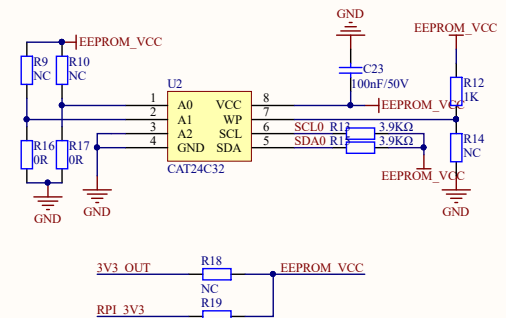 GND
EEPROM_VCC
EEPROM_VCC
R9
NC
R10
NC
U2
C23
100nF/50V
R12
1K
1 A0 VCC 8
2 A1 WP 7
3 A2 SCL 6
4 GND SDA 5
CAT24C32
EEPROM_VCC
SCL0 3.9KΩ
SDA0 3.9KΩ
R16
0R
R17
0R
R14
NC
EEPROM_VCC
GND
GND
GND
3V3_OUT R18 EEPROM_VCC
NC
RPI_3V3 R19